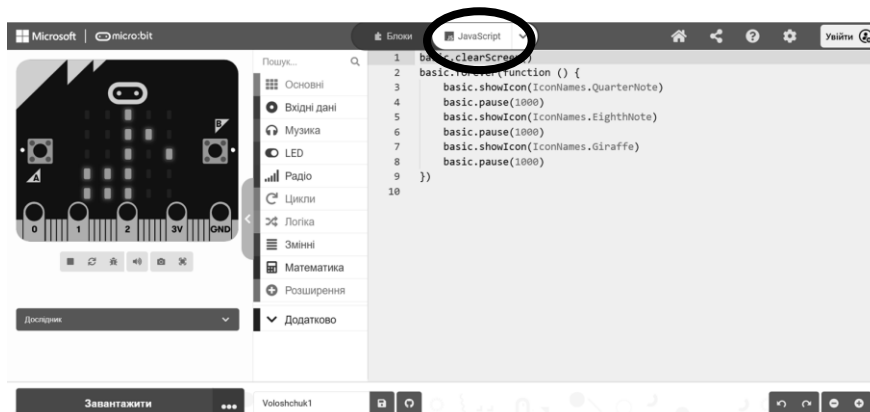 Microsoft | micro:bit
Блоки
JavaScript
Увійти
Пошук...
Основні
Вхідні дані
Музика
LED
Радіо
Цикли
Логіка
Змінні
Математика
Розширення
Додатково
1 basic.clearScreen()
2 basic.forever(function () {
3 basic.showIcon(IconNames.QuarterNote)
4 basic.pause(1000)
5 basic.showIcon(IconNames.EighthNote)
6 basic.pause(1000)
7 basic.showIcon(IconNames.Giraffe)
8 basic.pause(1000)
9 })
10
B
A
0 1 2 3V GND
Дослідник
Завантажити
Voloshchuk1